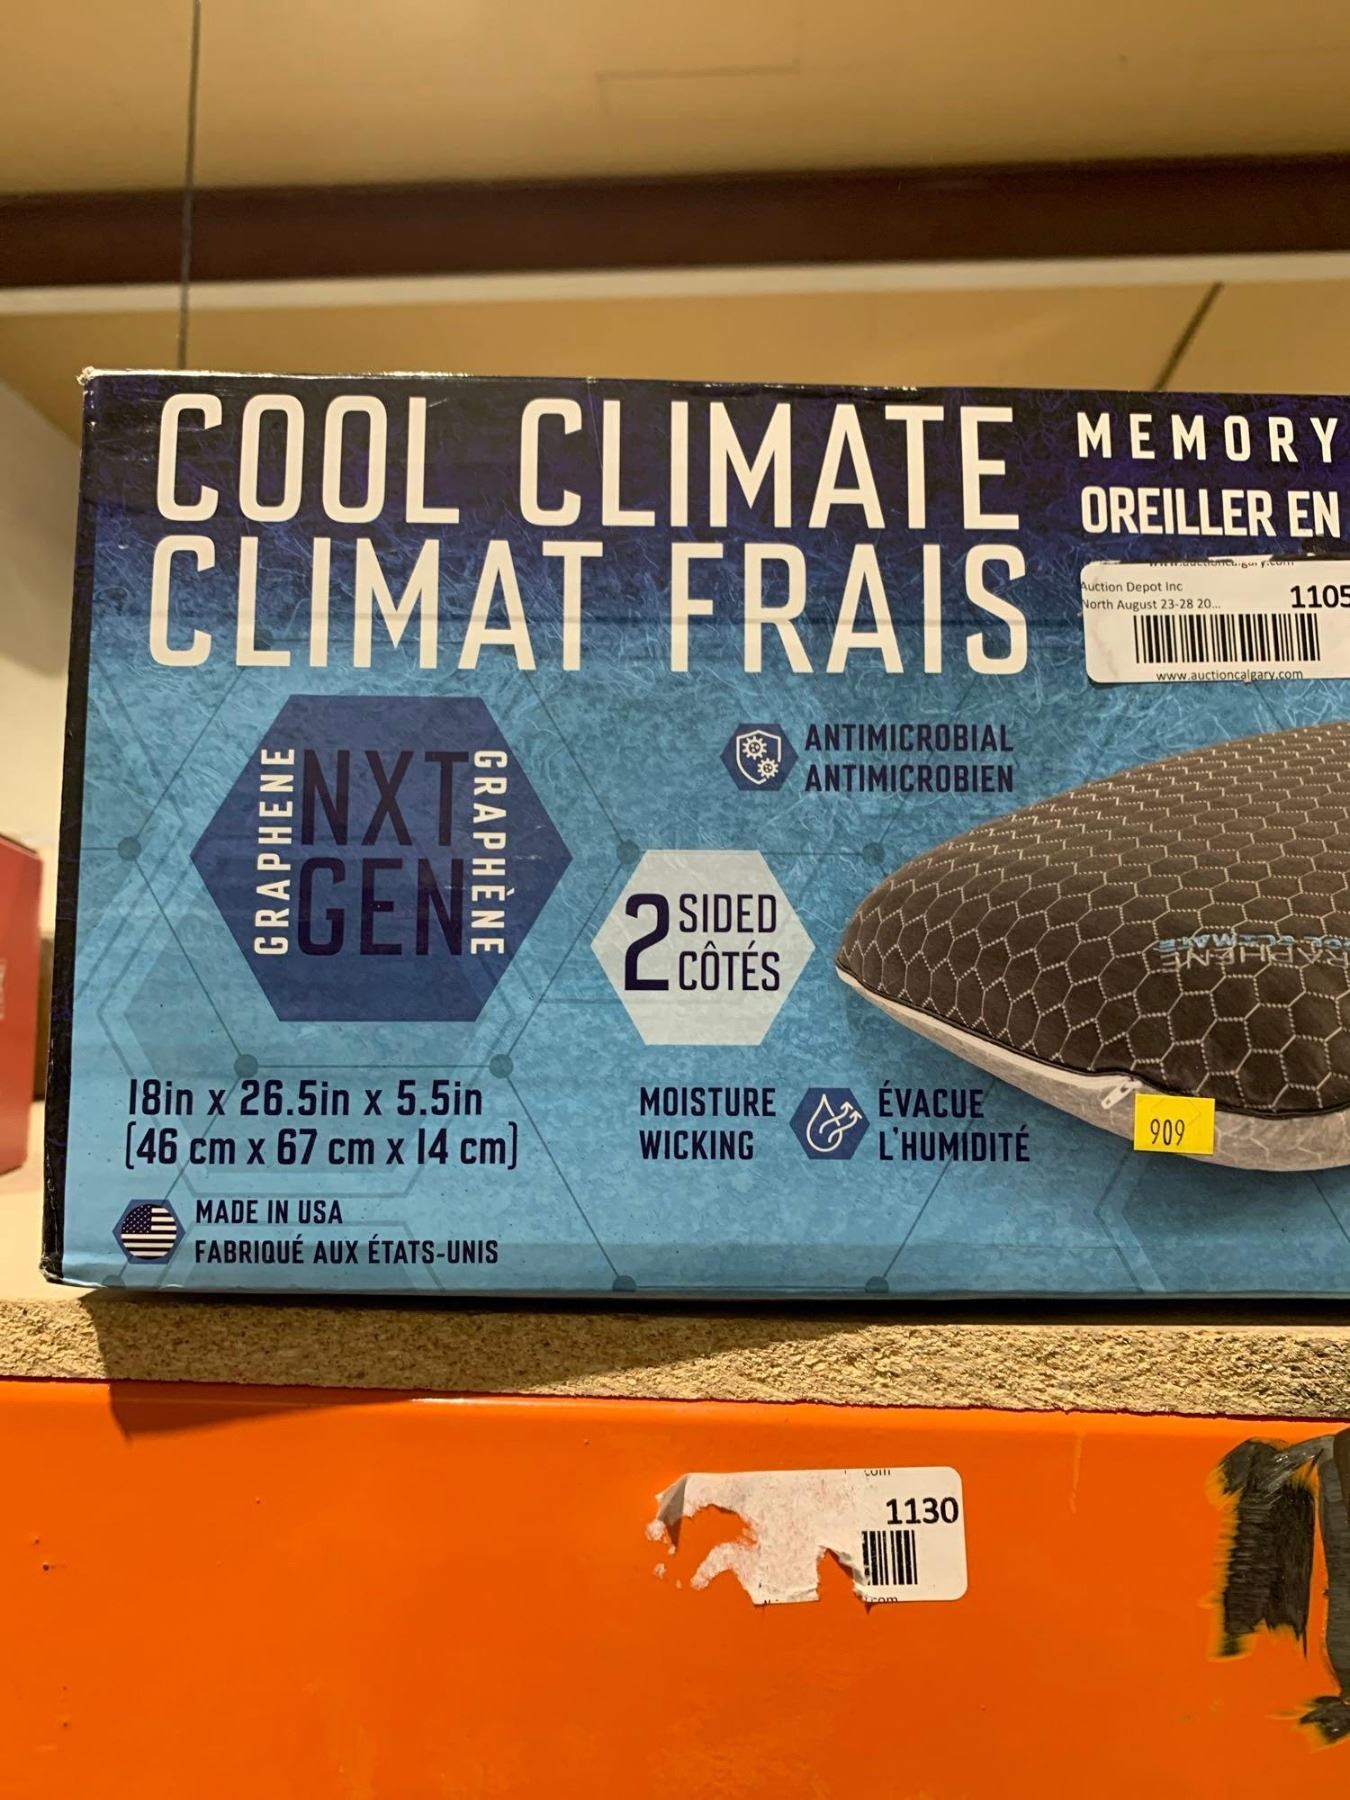 COOL CLIMATE
CLIMAT FRAIS
MEMORY
OREILLER EN
Auction Depot Inc
North August 23-28 20...
1105
www.auctioncalgary.com
GRAPHENE
NXT
GEN
GRAPHÈNE
ANTIMICROBIAL
ANTIMICROBIEN
2 SIDED
CÔTÉS
18in x 26.5in x 5.5in
(46 cm x 67 cm x 14 cm)
MOISTURE
WICKING
ÉVACUE
L'HUMIDITÉ
909
MADE IN USA
FABRIQUÉ AUX ÉTATS-UNIS
1130